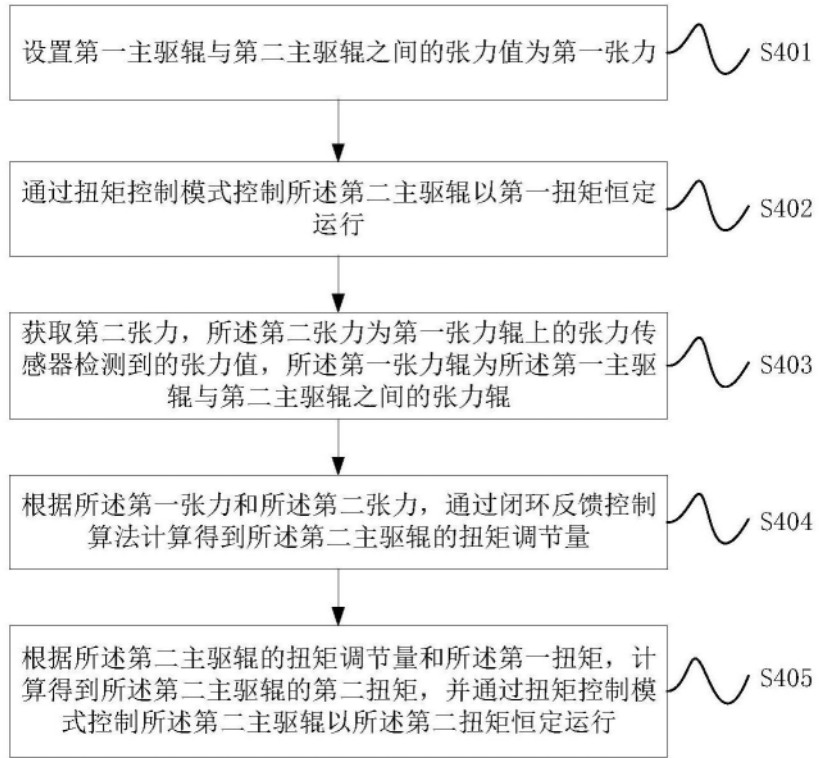 设置第一主驱辊与第二主驱辊之间的张力值为第一张力
S401
通过扭矩控制模式控制所述第二主驱辊以第一扭矩恒定
运行
S402
获取第二张力，所述第二张力为第一张力辊上的张力传
感器检测到的张力值，所述第一张力辊为所述第一主驱
辊与第二主驱辊之间的张力辊
S403
根据所述第一张力和所述第二张力，通过闭环反馈控制
算法计算得到所述第二主驱辊的扭矩调节量
S404
根据所述第二主驱辊的扭矩调节量和所述第一扭矩，计
算得到所述第二主驱辊的第二扭矩，并通过扭矩控制模
式控制所述第二主驱辊以所述第二扭矩恒定运行
S405